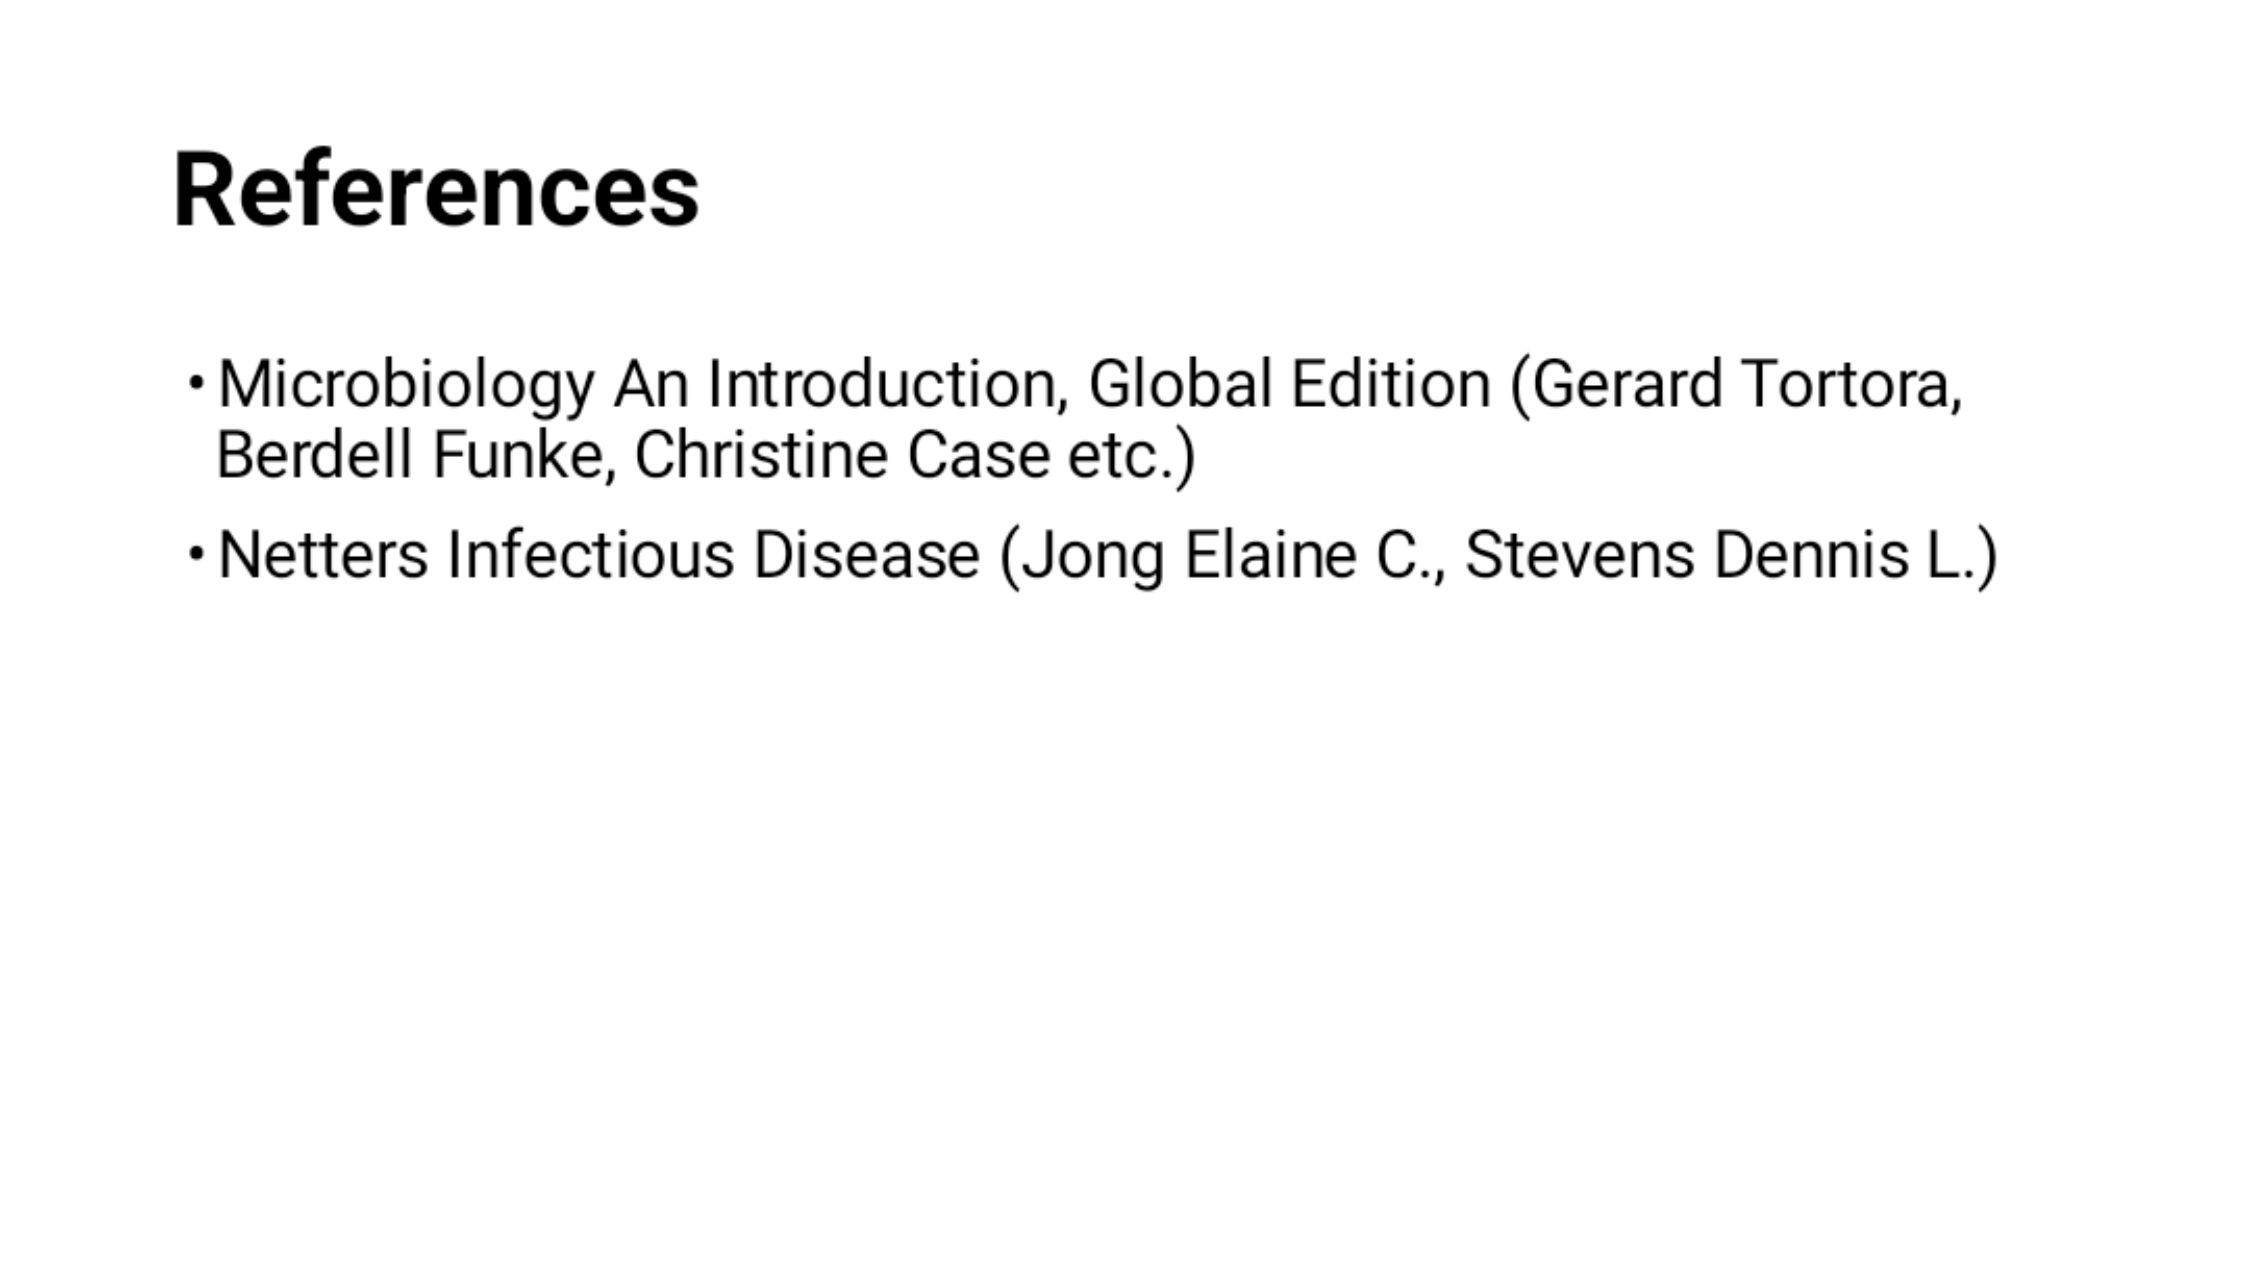 References
• Microbiology An Introduction, Global Edition (Gerard Tortora,
Berdell Funke, Christine Case etc.)
• Netters Infectious Disease (Jong Elaine C., Stevens Dennis L.)